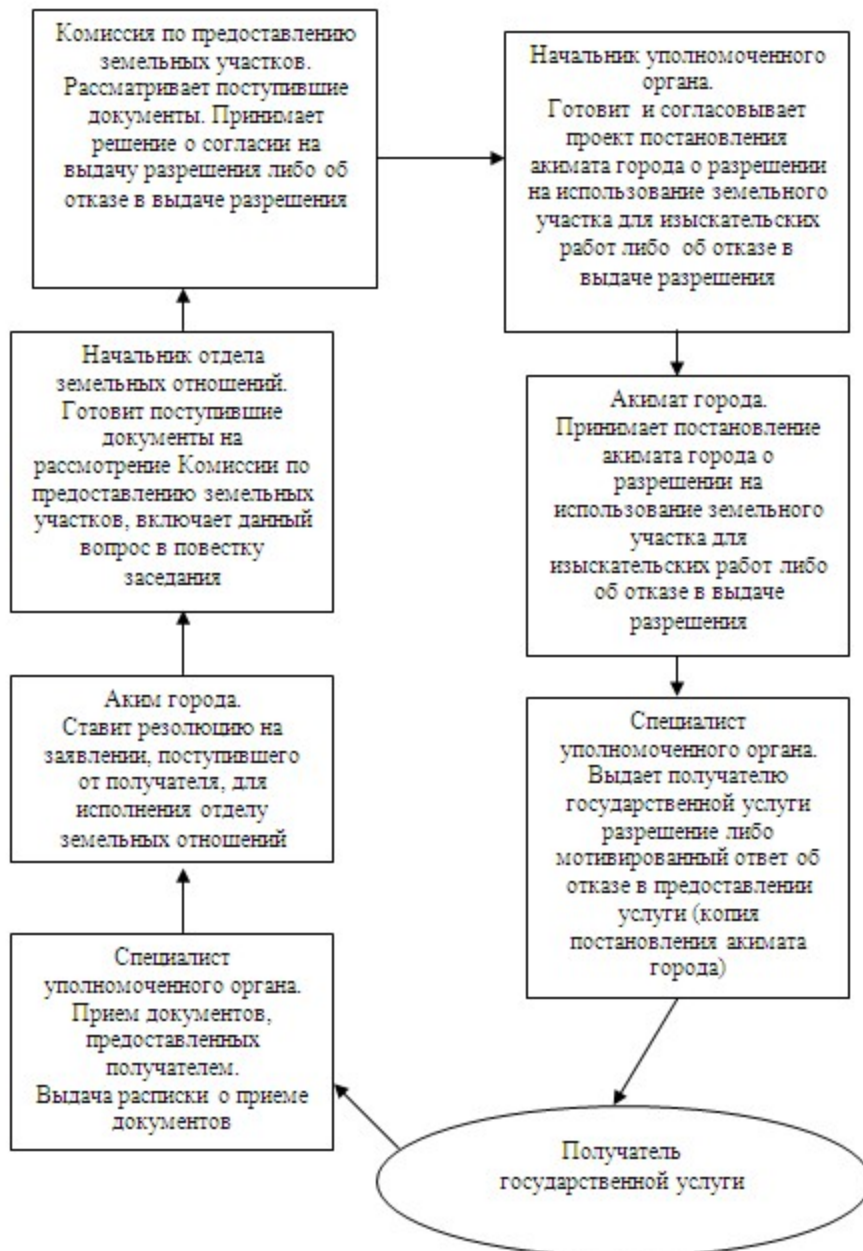 Комиссия по предоставлению
земельных участков.
Рассматривает поступившие
документы. Принимает
решение о согласии на
выдачу разрешения либо об
отказе в выдаче разрешения
Начальник уполномоченного
органа.
Готовит и согласовывает
проект постановления
акимата города о разрешении
на использование земельного
участка для изыскательских
работ либо об отказе в
выдаче разрешения
Начальник отдела
земельных отношений.
Готовит поступившие
документы на
рассмотрение Комиссии по
предоставлению земельных
участков, включает данный
вопрос в повестку
заседания
Акимат города.
Принимает постановление
акимата города о
разрешении на
использование земельного
участка для
изыскательских работ либо
об отказе в выдаче
разрешения
Аким города.
Ставит резолюцию на
заявлении, поступившего
от получателя, для
исполнения отделу
земельных отношений
Специалист
уполномоченного органа.
Выдает получателю
государственной услуги
разрешение либо
мотивированный ответ об
отказе в предоставлении
услуги (копия
постановления акимата
города)
Специалист
уполномоченного органа.
Прием документов,
предоставленных
получателем.
Выдача расписки о приеме
документов
Получатель
государственной услуги